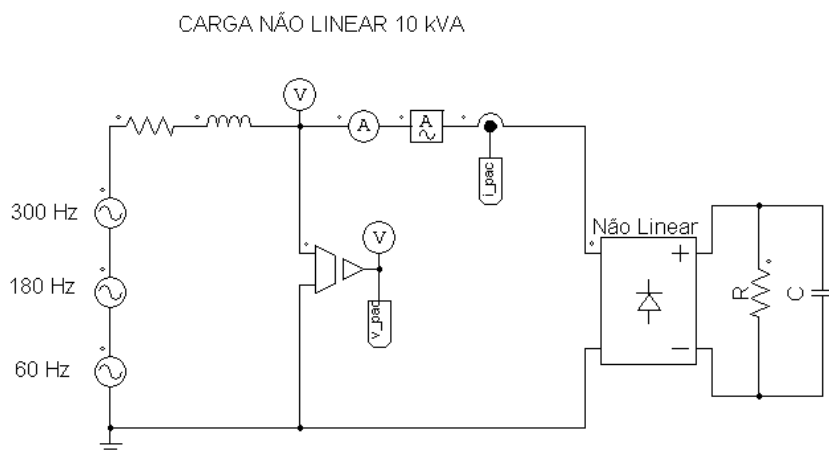 CARGA NÃO LINEAR 10 kVA
V
A
A
i_pac
300 Hz
Não Linear
V
180 Hz
R
C
v_pac
60 Hz